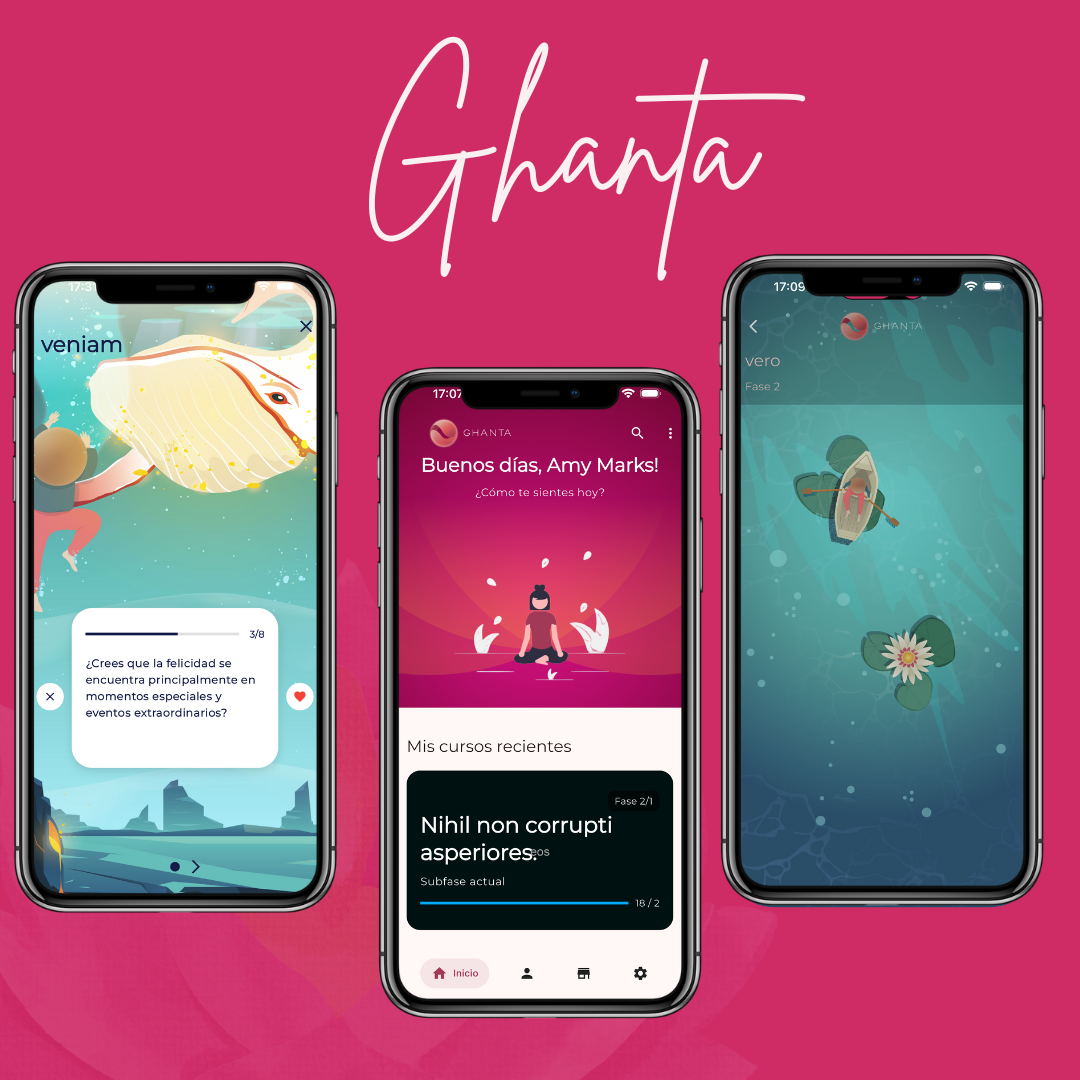 Ghanta
17:3
veniam
3/8
¿Crees que la felicidad se
encuentra principalmente en
momentos especiales y
eventos extraordinarios?
17:07
GHANTA
Buenos días, Amy Marks!
¿Cómo te sientes hoy?
Mis cursos recientes
Fase 2/1
Nihil non corrupti
asperiores.
eos
Subfase actual
18 / 2
Inicio
17:09
GHANTA
vero
Fase 2